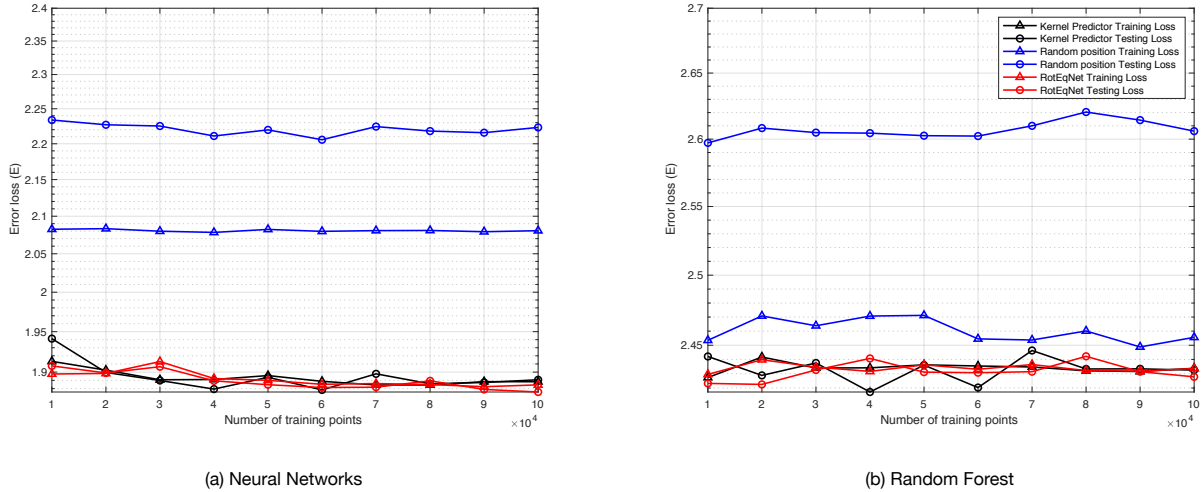 2.4
2.35
2.3
2.25
2.2
2.15
2.1
2.05
2
1.95
1.9
Error loss (E)
1 2 3 4 5 6 7 8 9 10
Number of training points
×10^4
(a) Neural Networks
2.7
2.65
2.6
2.55
2.5
2.45
Error loss (E)
Kernel Predictor Training Loss
Kernel Predictor Testing Loss
Random position Training Loss
Random position Testing Loss
RotEqNet Training Loss
RotEqNet Testing Loss
1 2 3 4 5 6 7 8 9 10
Number of training points
×10^4
(b) Random Forest